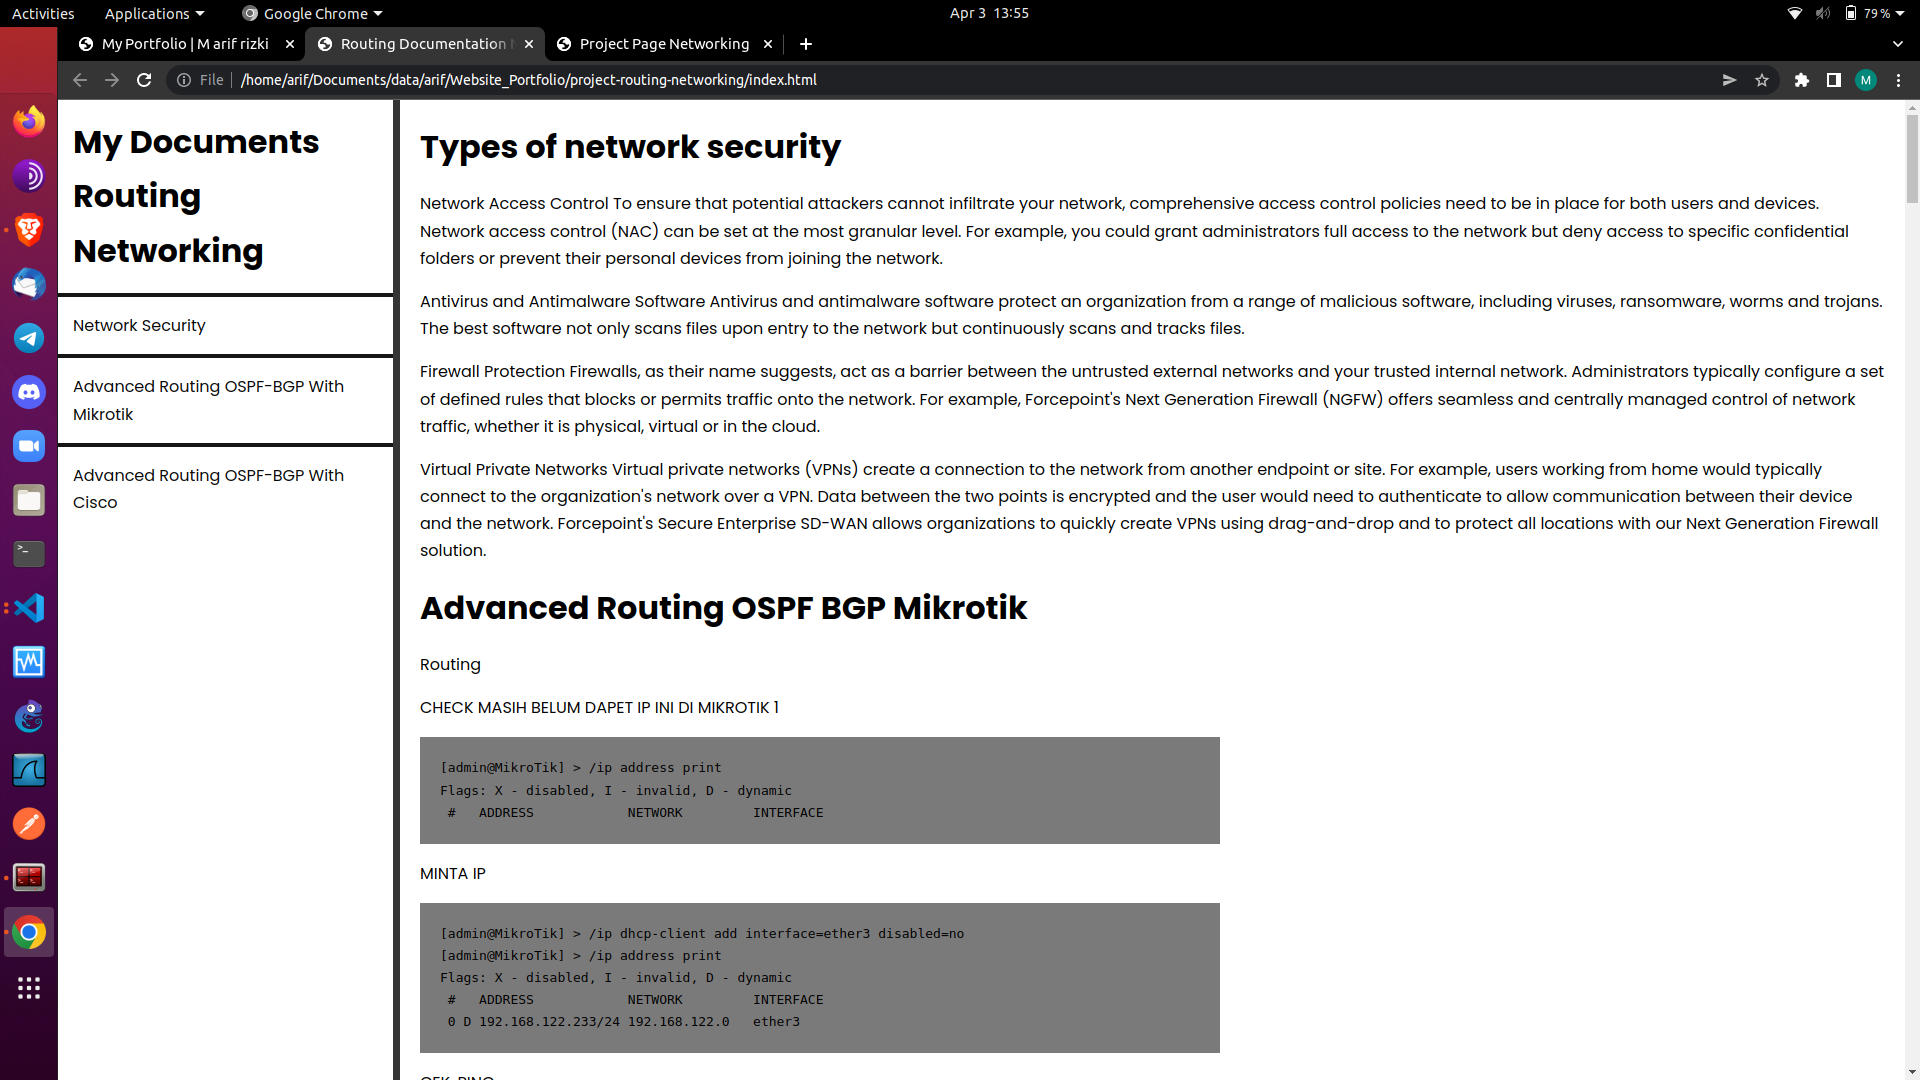 Activities Applications Google Chrome Apr 3 13:55 79 %
My Portfolio | M arif rizki Routing Documentation Project Page Networking
File /home/arif/Documents/data/arif/Website_Portfolio/project-routing-networking/index.html M
My Documents
Routing
Networking
Network Security
Advanced Routing OSPF-BGP With
Mikrotik
Advanced Routing OSPF-BGP With
Cisco
Types of network security
Network Access Control To ensure that potential attackers cannot infiltrate your network, comprehensive access control policies need to be in place for both users and devices.
Network access control (NAC) can be set at the most granular level. For example, you could grant administrators full access to the network but deny access to specific confidential
folders or prevent their personal devices from joining the network.
Antivirus and Antimalware Software Antivirus and antimalware software protect an organization from a range of malicious software, including viruses, ransomware, worms and trojans.
The best software not only scans files upon entry to the network but continuously scans and tracks files.
Firewall Protection Firewalls, as their name suggests, act as a barrier between the untrusted external networks and your trusted internal network. Administrators typically configure a set
of defined rules that blocks or permits traffic onto the network. For example, Forcepoint's Next Generation Firewall (NGFW) offers seamless and centrally managed control of network
traffic, whether it is physical, virtual or in the cloud.
Virtual Private Networks Virtual private networks (VPNs) create a connection to the network from another endpoint or site. For example, users working from home would typically
connect to the organization's network over a VPN. Data between the two points is encrypted and the user would need to authenticate to allow communication between their device
and the network. Forcepoint's Secure Enterprise SD-WAN allows organizations to quickly create VPNs using drag-and-drop and to protect all locations with our Next Generation Firewall
solution.
Advanced Routing OSPF BGP Mikrotik
Routing
CHECK MASIH BELUM DAPET IP INI DI MIKROTIK 1
[admin@MikroTik] > /ip address print
Flags: X - disabled, I - invalid, D - dynamic
# ADDRESS NETWORK INTERFACE
MINTA IP
[admin@MikroTik] > /ip dhcp-client add interface=ether3 disabled=no
[admin@MikroTik] > /ip address print
Flags: X - disabled, I - invalid, D - dynamic
# ADDRESS NETWORK INTERFACE
0 D 192.168.122.233/24 192.168.122.0 ether3